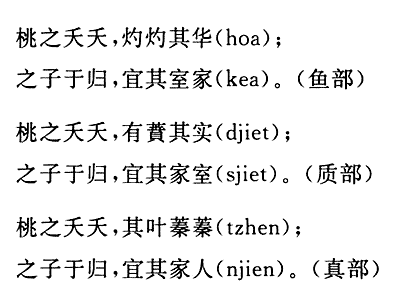 桃之夭夭,灼灼其华(hoa);
之子于归,宜其室家(kea)。(鱼部)
桃之夭夭,有蕡其实(djiet);
之子于归,宜其家室(sjiet)。(质部)
桃之夭夭,其叶蓁蓁(tzhen);
之子于归,宜其家人(njien)。(真部)